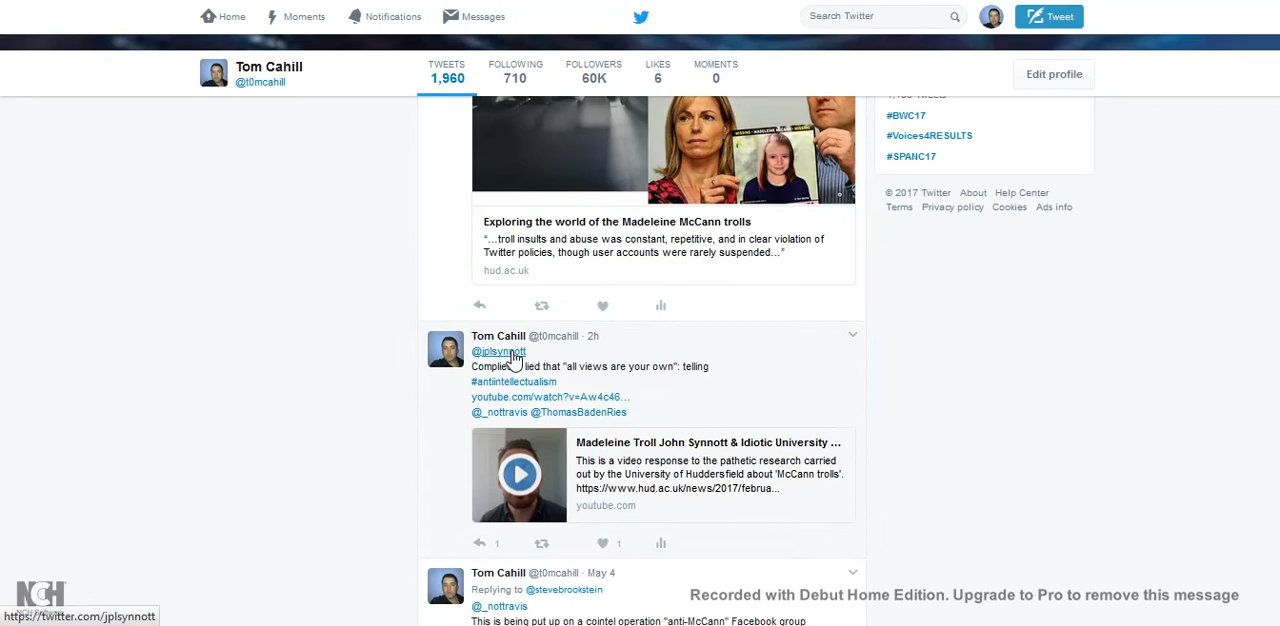 Home
Moments
Notifications
Messages
Search Twitter
Tweet
Tom Cahill
@t0mcahill
TWEETS
1,960
FOLLOWING
710
FOLLOWERS
60K
LIKES
6
MOMENTS
0
Edit profile
#BWC17
#Voices4RESULTS
#SPANC17
© 2017 Twitter About Help Center
Terms Privacy policy Cookies Ads info
MISSING
Exploring the world of the Madeleine McCann trolls
“…troll insults and abuse was constant, repetitive, and in clear violation of
Twitter policies, though user accounts were rarely suspended…”
hud.ac.uk
Tom Cahill @t0mcahill · 2h
@jplsynnott
lied that "all views are your own": telling
#antiintellectualism
youtube.com/watch?v=Aw4c46…
@_nottravis @ThomasBadenRies
Madeleine Troll John Synnott & Idiotic University ...
This is a video response to the pathetic research carried
out by the University of Huddersfield about 'McCann trolls'.
https://www.hud.ac.uk/news/2017/februa...
youtube.com
1
1
Tom Cahill @t0mcahill · May 4
Replying to @stevebrookstein
@_nottravis
This is being put up on a cointel operation "anti-McCann" Facebook group
NCH
Recorded with Debut Home Edition. Upgrade to Pro to remove this message
https://twitter.com/jplsynnott